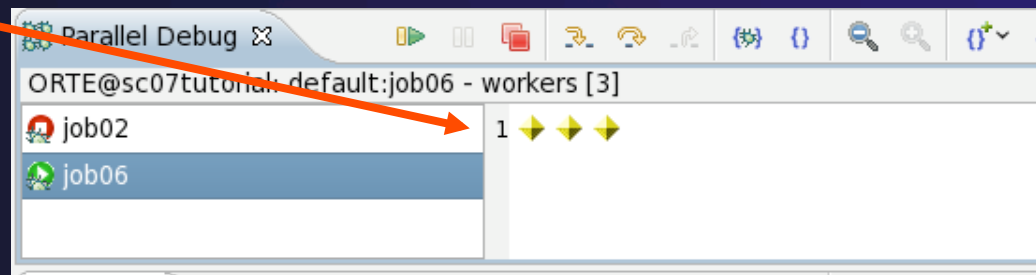 Parallel Debug
ORTE@sc07tutorial: default:job06 - workers [3]
job02
1
job06